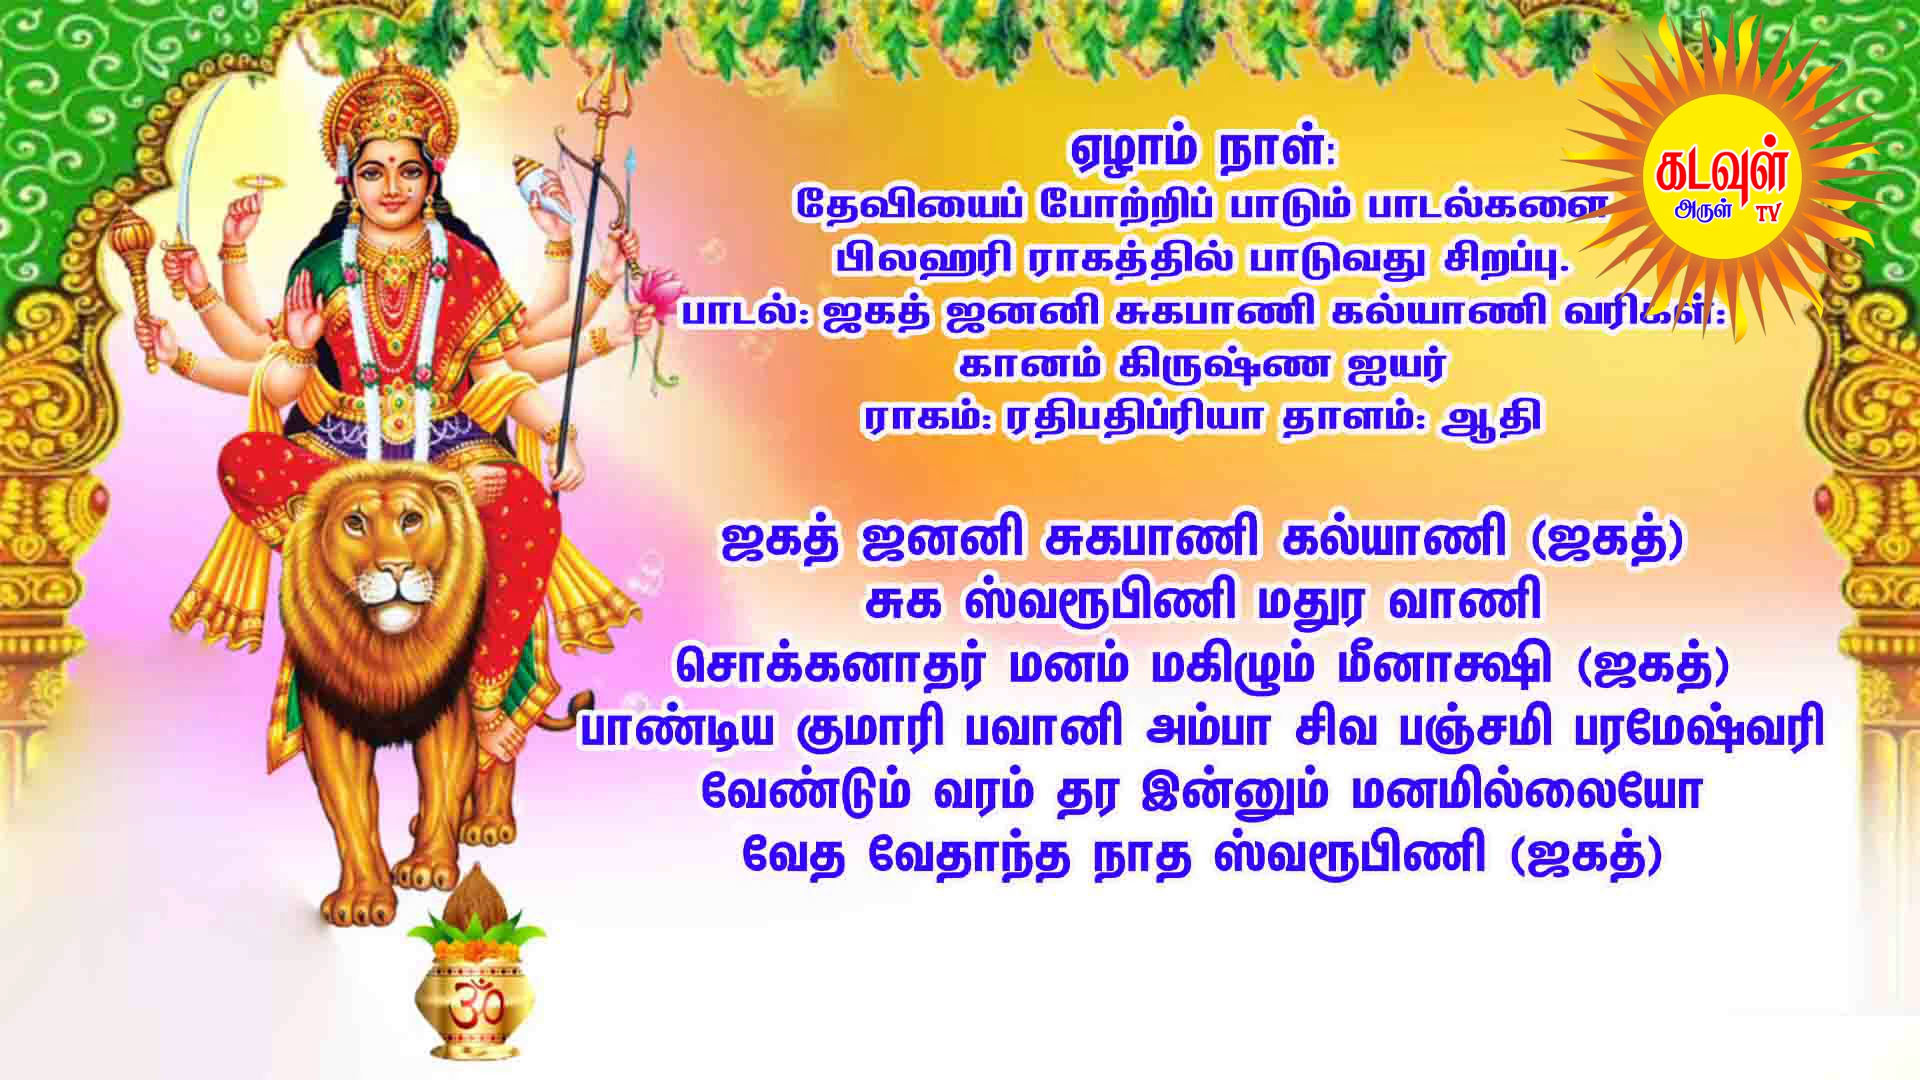 ஏழாம் நாள்:
தேவியைப் போற்றிப் பாடும் பாடல்களை
பிலஹரி ராகத்தில் பாடுவது சிறப்பு.
பாடல்: ஜகத் ஜனனி சுகபாணி கல்யாணி வரிகள்:
கானம் கிருஷ்ண ஐயர்
ராகம்: ரதிபதிப்ரியா தாளம்: ஆதி
ஜகத் ஜனனி சுகபாணி கல்யாணி (ஜகத்)
சுக ஸ்வரூபிணி மதுர வாணி
சொக்கனாதர் மனம் மகிழும் மீனாக்ஷி (ஜகத்)
பாண்டிய குமாரி பவானி அம்பா சிவ பஞ்சமி பரமேஷ்வரி
வேண்டும் வரம் தர இன்னும் மனமில்லையோ
வேத வேதாந்த நாத ஸ்வரூபிணி (ஜகத்)
கடவுள்
அருள் TV
ॐ